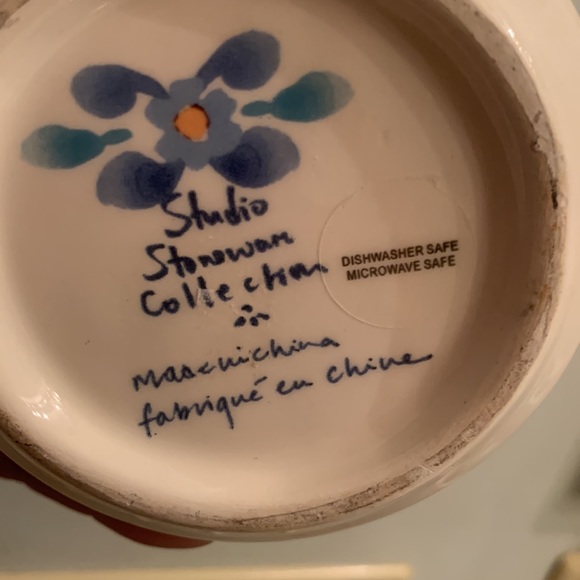 Studio
Stoneware
Collection
made in china
fabriqué en chine
DISHWASHER SAFE
MICROWAVE SAFE